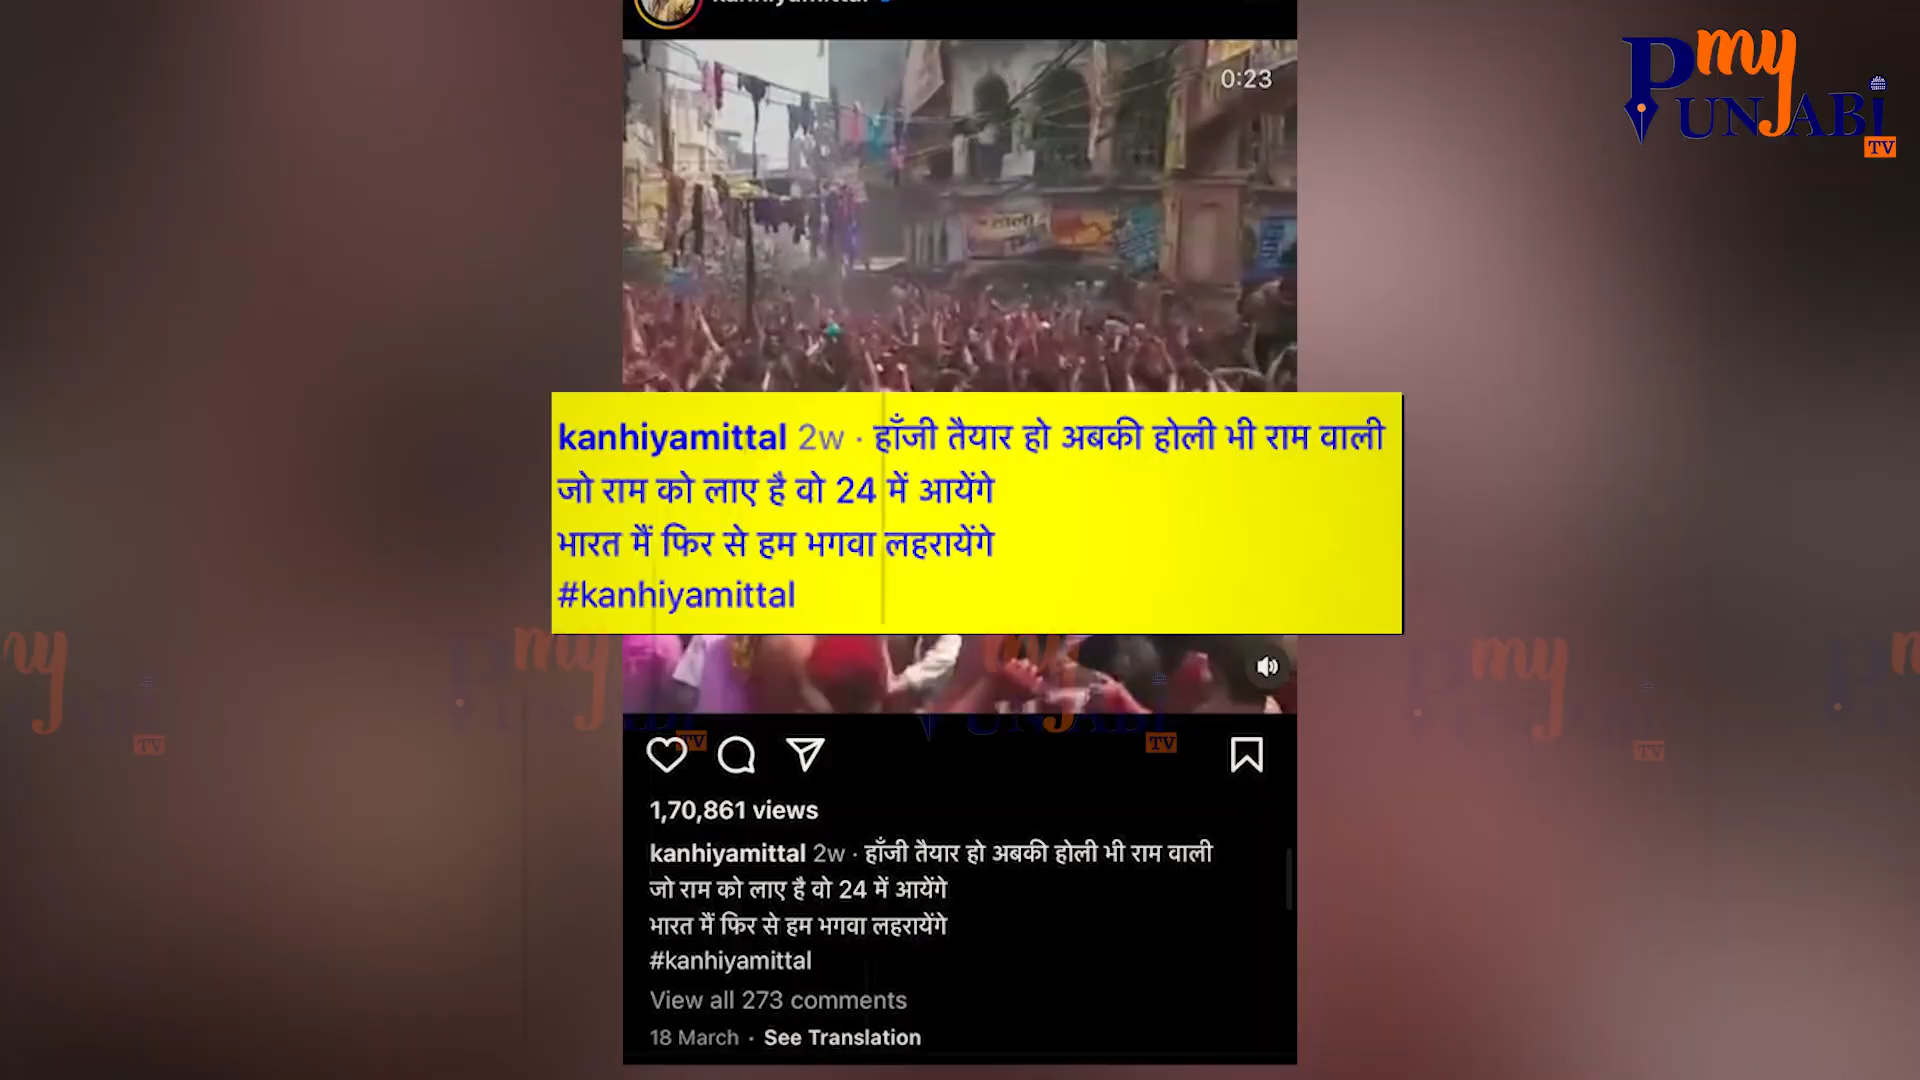 kanhiyamittal
my
PUNJABI
TV
0:23
होली
kanhiyamittal 2w · हाँजी तैयार हो अबकी होली भी राम वाली
जो राम को लाए है वो 24 में आयेंगे
भारत मैं फिर से हम भगवा लहरायेंगे
#kanhiyamittal
1,70,861 views
kanhiyamittal 2w · हाँजी तैयार हो अबकी होली भी राम वाली
जो राम को लाए है वो 24 में आयेंगे
भारत मैं फिर से हम भगवा लहरायेंगे
#kanhiyamittal
View all 273 comments
18 March · See Translation